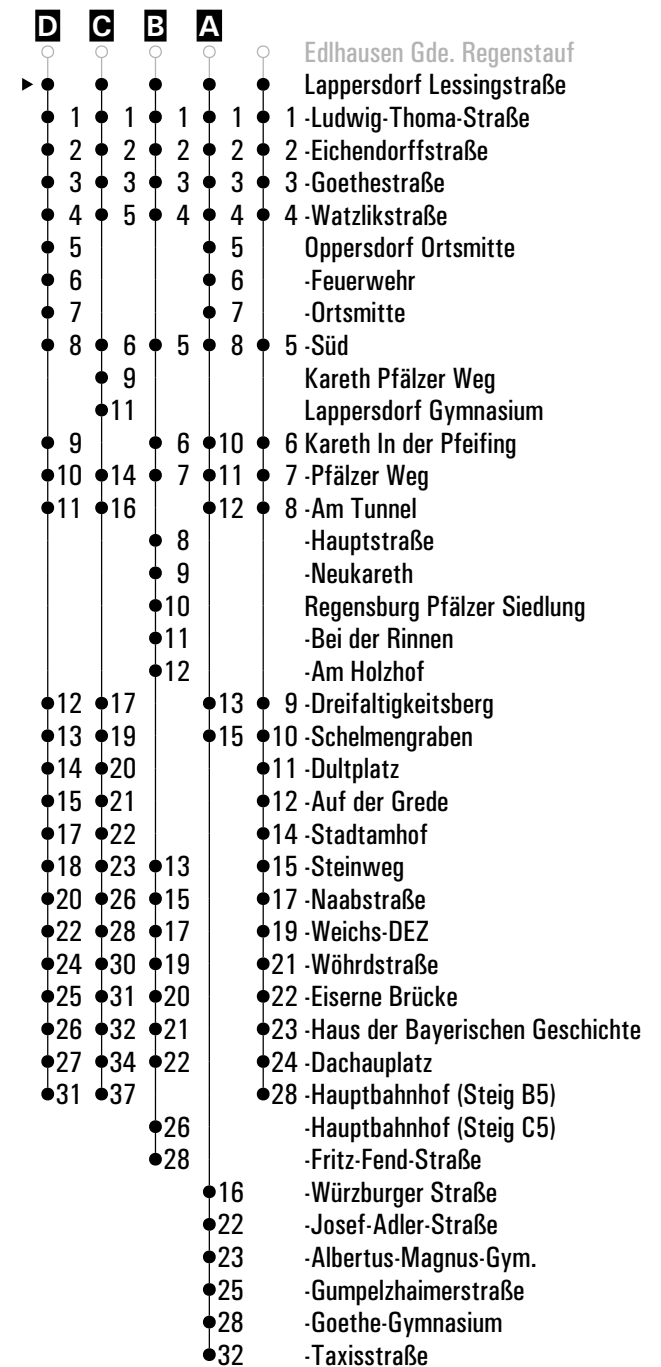 D C B A
Edlhausen Gde. Regenstauf
Lappersdorf Lessingstraße
1 1 1 1 1 -Ludwig-Thoma-Straße
2 2 2 2 2 -Eichendorffstraße
3 3 3 3 3 -Goethestraße
4 5 4 4 4 -Watzlikstraße
5 5 Oppersdorf Ortsmitte
6 6 -Feuerwehr
7 7 -Ortsmitte
8 6 5 8 5 -Süd
9 Kareth Pfälzer Weg
11 Lappersdorf Gymnasium
9 6 10 6 Kareth In der Pfeifing
10 14 7 11 7 -Pfälzer Weg
11 16 12 8 -Am Tunnel
8 -Hauptstraße
9 -Neukareth
10 Regensburg Pfälzer Siedlung
11 -Bei der Rinnen
12 -Am Holzhof
12 17 13 9 -Dreifaltigkeitsberg
13 19 15 10 -Schelmengraben
14 20 11 -Dultplatz
15 21 12 -Auf der Grede
17 22 14 -Stadtamhof
18 23 13 15 -Steinweg
20 26 15 17 -Naabstraße
22 28 17 19 -Weichs-DEZ
24 30 19 21 -Wöhrdstraße
25 31 20 22 -Eiserne Brücke
26 32 21 23 -Haus der Bayerischen Geschichte
27 34 22 24 -Dachauplatz
31 37 28 -Hauptbahnhof (Steig B5)
26 -Hauptbahnhof (Steig C5)
28 -Fritz-Fend-Straße
16 -Würzburger Straße
22 -Josef-Adler-Straße
23 -Albertus-Magnus-Gym.
25 -Gumpelzhaimerstraße
28 -Goethe-Gymnasium
32 -Taxisstraße